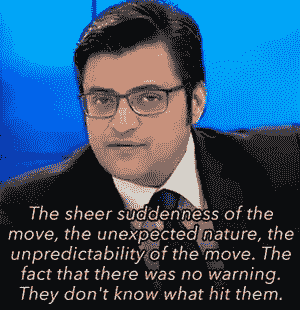 The sheer suddenness of the
move, the unexpected nature, the
unpredictability of the move. The
fact that there was no warning.
They don't know what hit them.